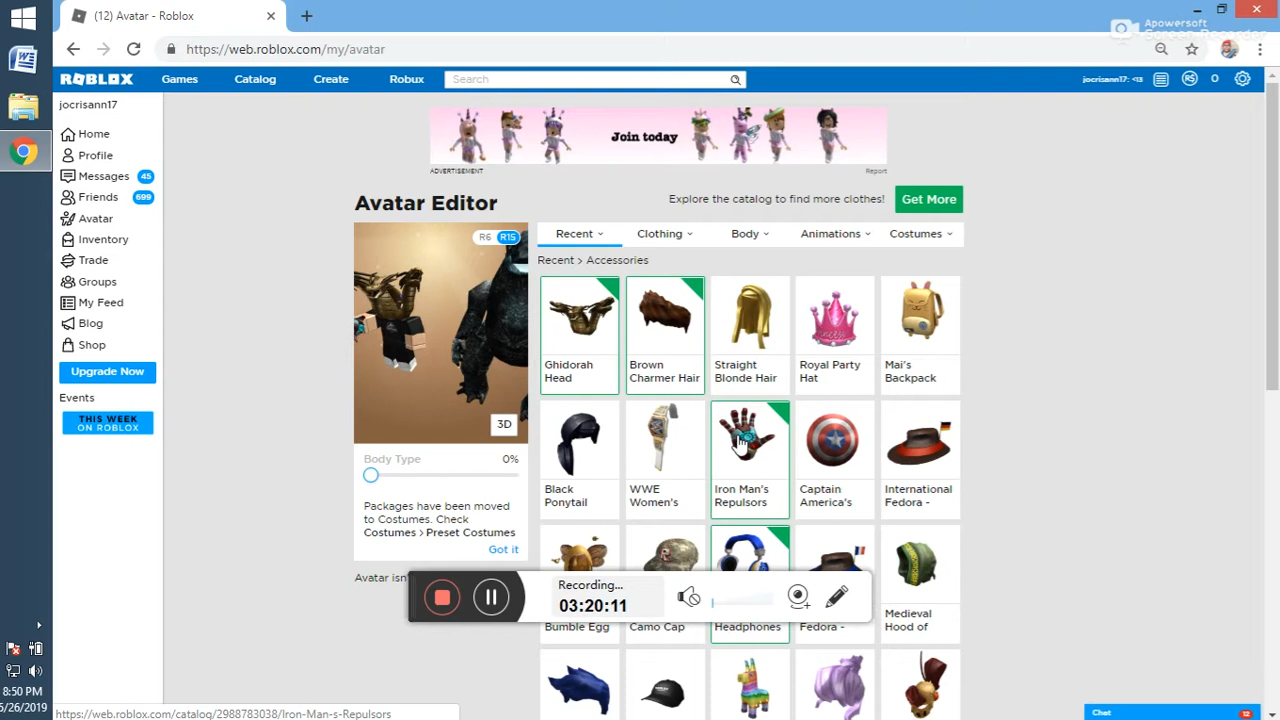 (12) Avatar - Roblox
Apowersoft
Screen Recorder
https://web.roblox.com/my/avatar
ROBLOX
Games
Catalog
Create
Robux
Search
jocrisann17: <13
0
jocrisann17
Home
Profile
Messages 45
Friends 699
Avatar
Inventory
Trade
Groups
My Feed
Blog
Shop
Upgrade Now
Events
THIS WEEK
ON ROBLOX
Join today
ADVERTISEMENT
Report
Avatar Editor
Explore the catalog to find more clothes!
Get More
R6 R15
3D
Body Type 0%
Packages have been moved
to Costumes. Check
Costumes > Preset Costumes
Got it
Avatar isn
Recent
Clothing
Body
Animations
Costumes
Recent > Accessories
Ghidorah
Head
Brown
Charmer Hair
Straight
Blonde Hair
Royal Party
Hat
Mai's
Backpack
Black
Ponytail
WWE
Women's
Iron Man's
Repulsors
Captain
America's
International
Fedora -
Bumble Egg
Camo Cap
Headphones
Fedora -
Medieval
Hood of
Recording...
03:20:11
8:50 PM
5/26/2019
https://web.roblox.com/catalog/2988783038/Iron-Man-s-Repulsors
Chat
12